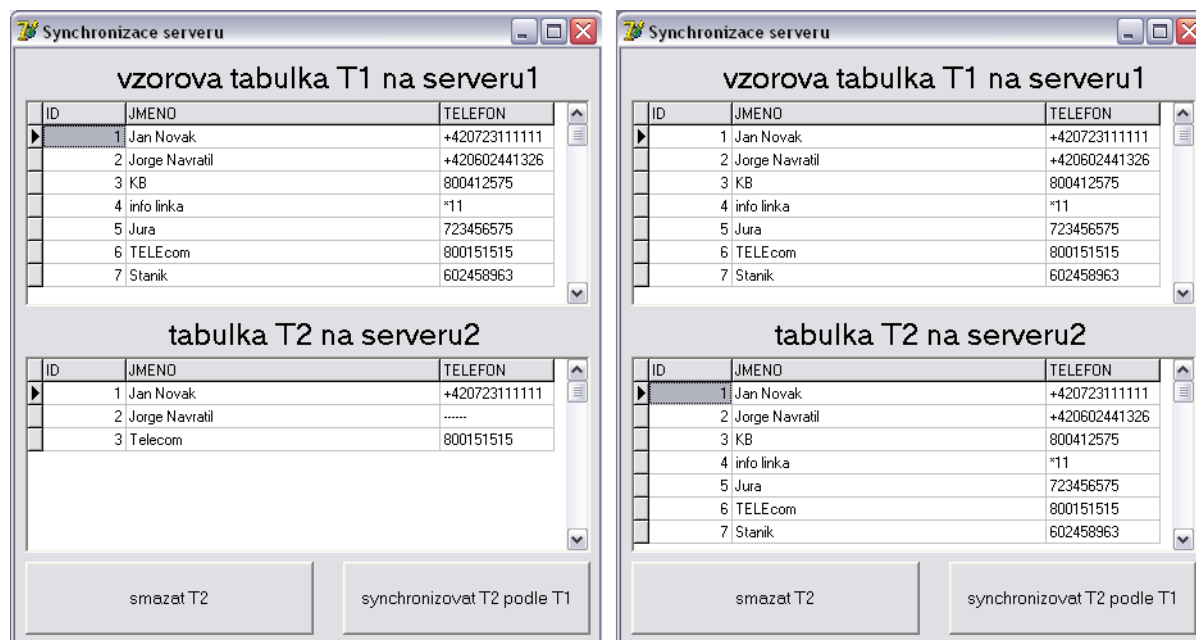 Synchronizace serveru
vzorova tabulka T1 na serveru1
ID JMENO TELEFON
1 Jan Novak +420723111111
2 Jorge Navratil +420602441326
3 KB 800412575
4 info linka *11
5 Jura 723456575
6 TELEcom 800151515
7 Stanik 602458963
tabulka T2 na serveru2
ID JMENO TELEFON
1 Jan Novak +420723111111
2 Jorge Navratil ------
3 Telecom 800151515
smazat T2
synchronizovat T2 podle T1
Synchronizace serveru
vzorova tabulka T1 na serveru1
ID JMENO TELEFON
1 Jan Novak +420723111111
2 Jorge Navratil +420602441326
3 KB 800412575
4 info linka *11
5 Jura 723456575
6 TELEcom 800151515
7 Stanik 602458963
tabulka T2 na serveru2
ID JMENO TELEFON
1 Jan Novak +420723111111
2 Jorge Navratil +420602441326
3 KB 800412575
4 info linka *11
5 Jura 723456575
6 TELEcom 800151515
7 Stanik 602458963
smazat T2
synchronizovat T2 podle T1